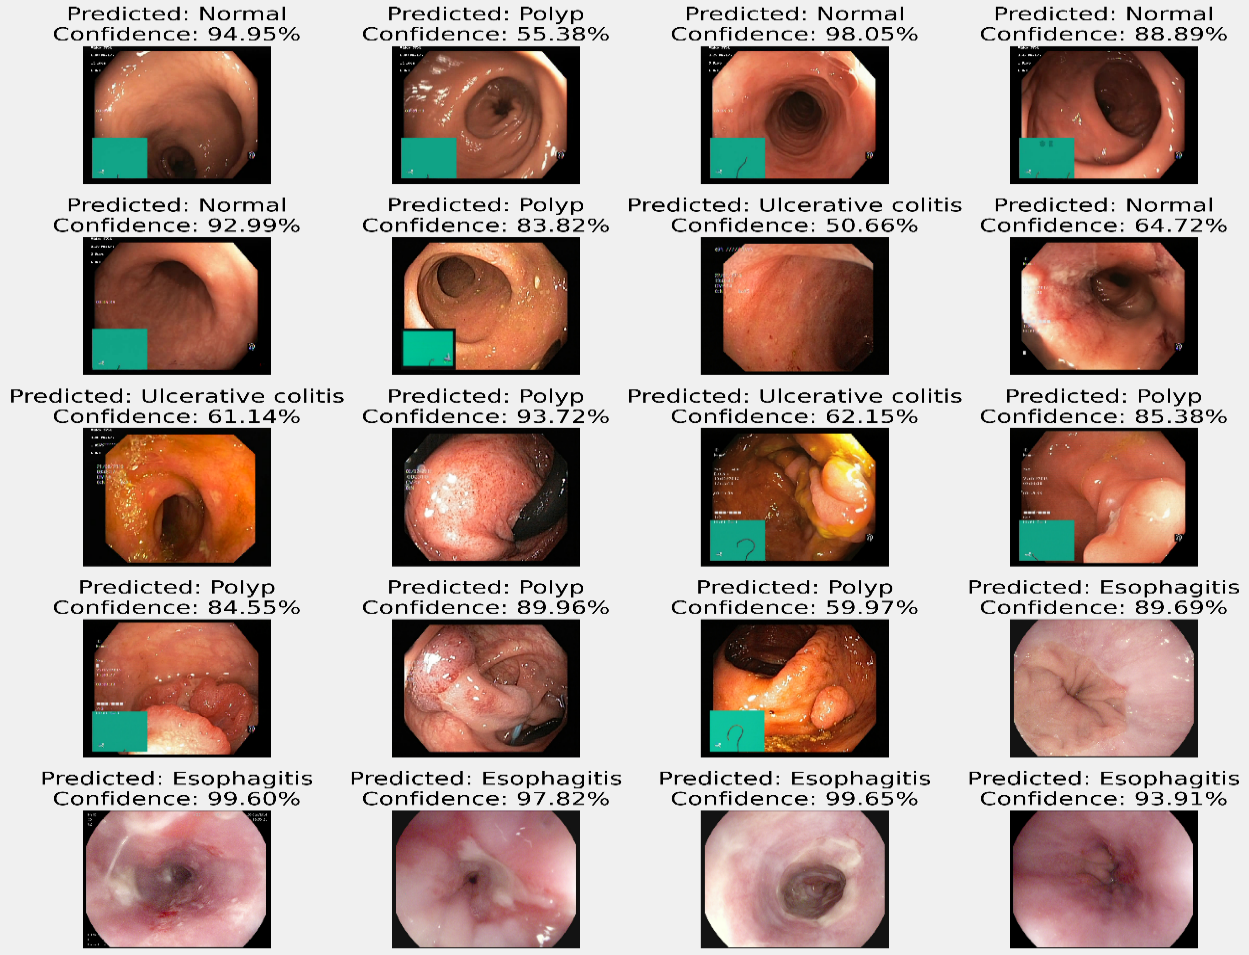 Predicted: Normal
Confidence: 94.95%
Predicted: Polyp
Confidence: 55.38%
Predicted: Normal
Confidence: 98.05%
Predicted: Normal
Confidence: 88.89%
Predicted: Normal
Confidence: 92.99%
Predicted: Polyp
Confidence: 83.82%
Predicted: Ulcerative colitis
Confidence: 50.66%
Predicted: Normal
Confidence: 64.72%
Predicted: Ulcerative colitis
Confidence: 61.14%
Predicted: Polyp
Confidence: 93.72%
Predicted: Ulcerative colitis
Confidence: 62.15%
Predicted: Polyp
Confidence: 85.38%
Predicted: Polyp
Confidence: 84.55%
Predicted: Polyp
Confidence: 89.96%
Predicted: Polyp
Confidence: 59.97%
Predicted: Esophagitis
Confidence: 89.69%
Predicted: Esophagitis
Confidence: 99.60%
Predicted: Esophagitis
Confidence: 97.82%
Predicted: Esophagitis
Confidence: 99.65%
Predicted: Esophagitis
Confidence: 93.91%